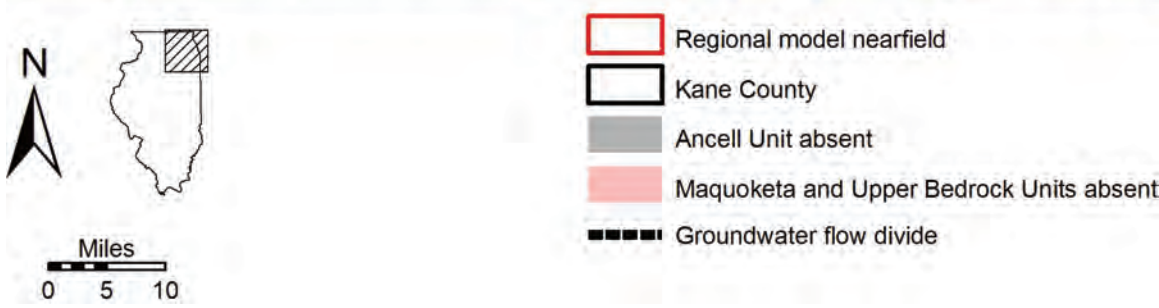 N
Miles
0 5 10
Regional model nearfield
Kane County
Ancell Unit absent
Maquoketa and Upper Bedrock Units absent
Groundwater flow divide